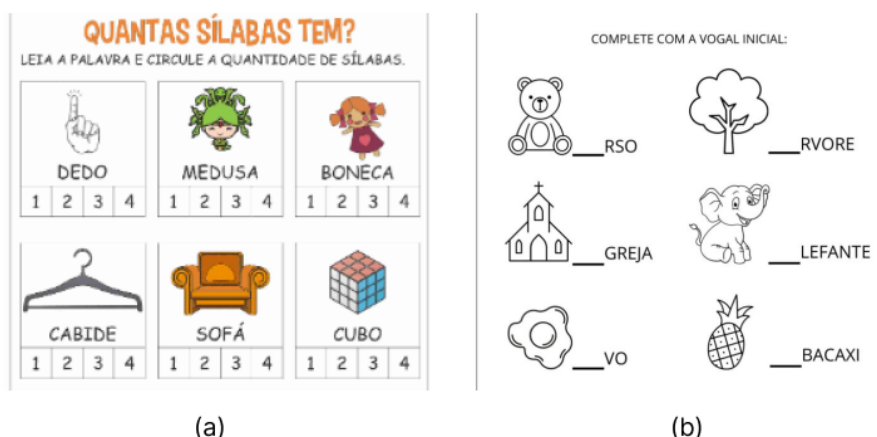 QUANTAS SÍLABAS TEM?
LEIA A PALAVRA E CIRCULE A QUANTIDADE DE SÍLABAS.
DEDO MEDUSA BONECA
1 2 3 4 1 2 3 4 1 2 3 4
CABIDE SOFÁ CUBO
1 2 3 4 1 2 3 4 1 2 3 4
(a)
COMPLETE COM A VOGAL INICIAL:
___RSO ___RVORE
___GREJA ___LEFANTE
___VO ___BACAXI
(b)